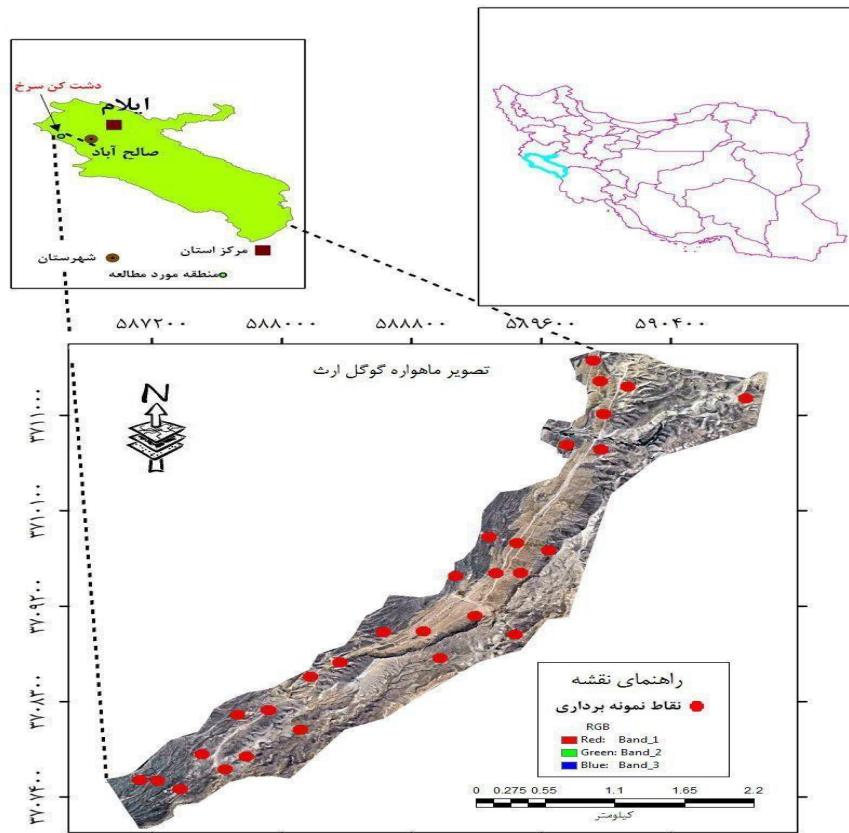 دشت کن سرخ
ایلام
صالح آباد
مرکز استان
شهرستان
منطقه مورد مطالعه
۵۸۷۲۰۰ ۵۸۸۰۰۰ ۵۸۸۸۰۰ ۵۸۹۶۰۰ ۵۹۰۴۰۰
تصویر ماهواره گوگل ارث
N
۳۷۱۱۰۰۰
۳۷۱۰۱۰۰
۳۷۰۹۲۰۰
۳۷۰۸۳۰۰
۳۷۰۷۴۰۰
راهنمای نقشه
نقاط نمونه برداری
RGB
Red: Band_1
Green: Band_2
Blue: Band_3
0 0.275 0.55 1.1 1.65 2.2
کیلومتر